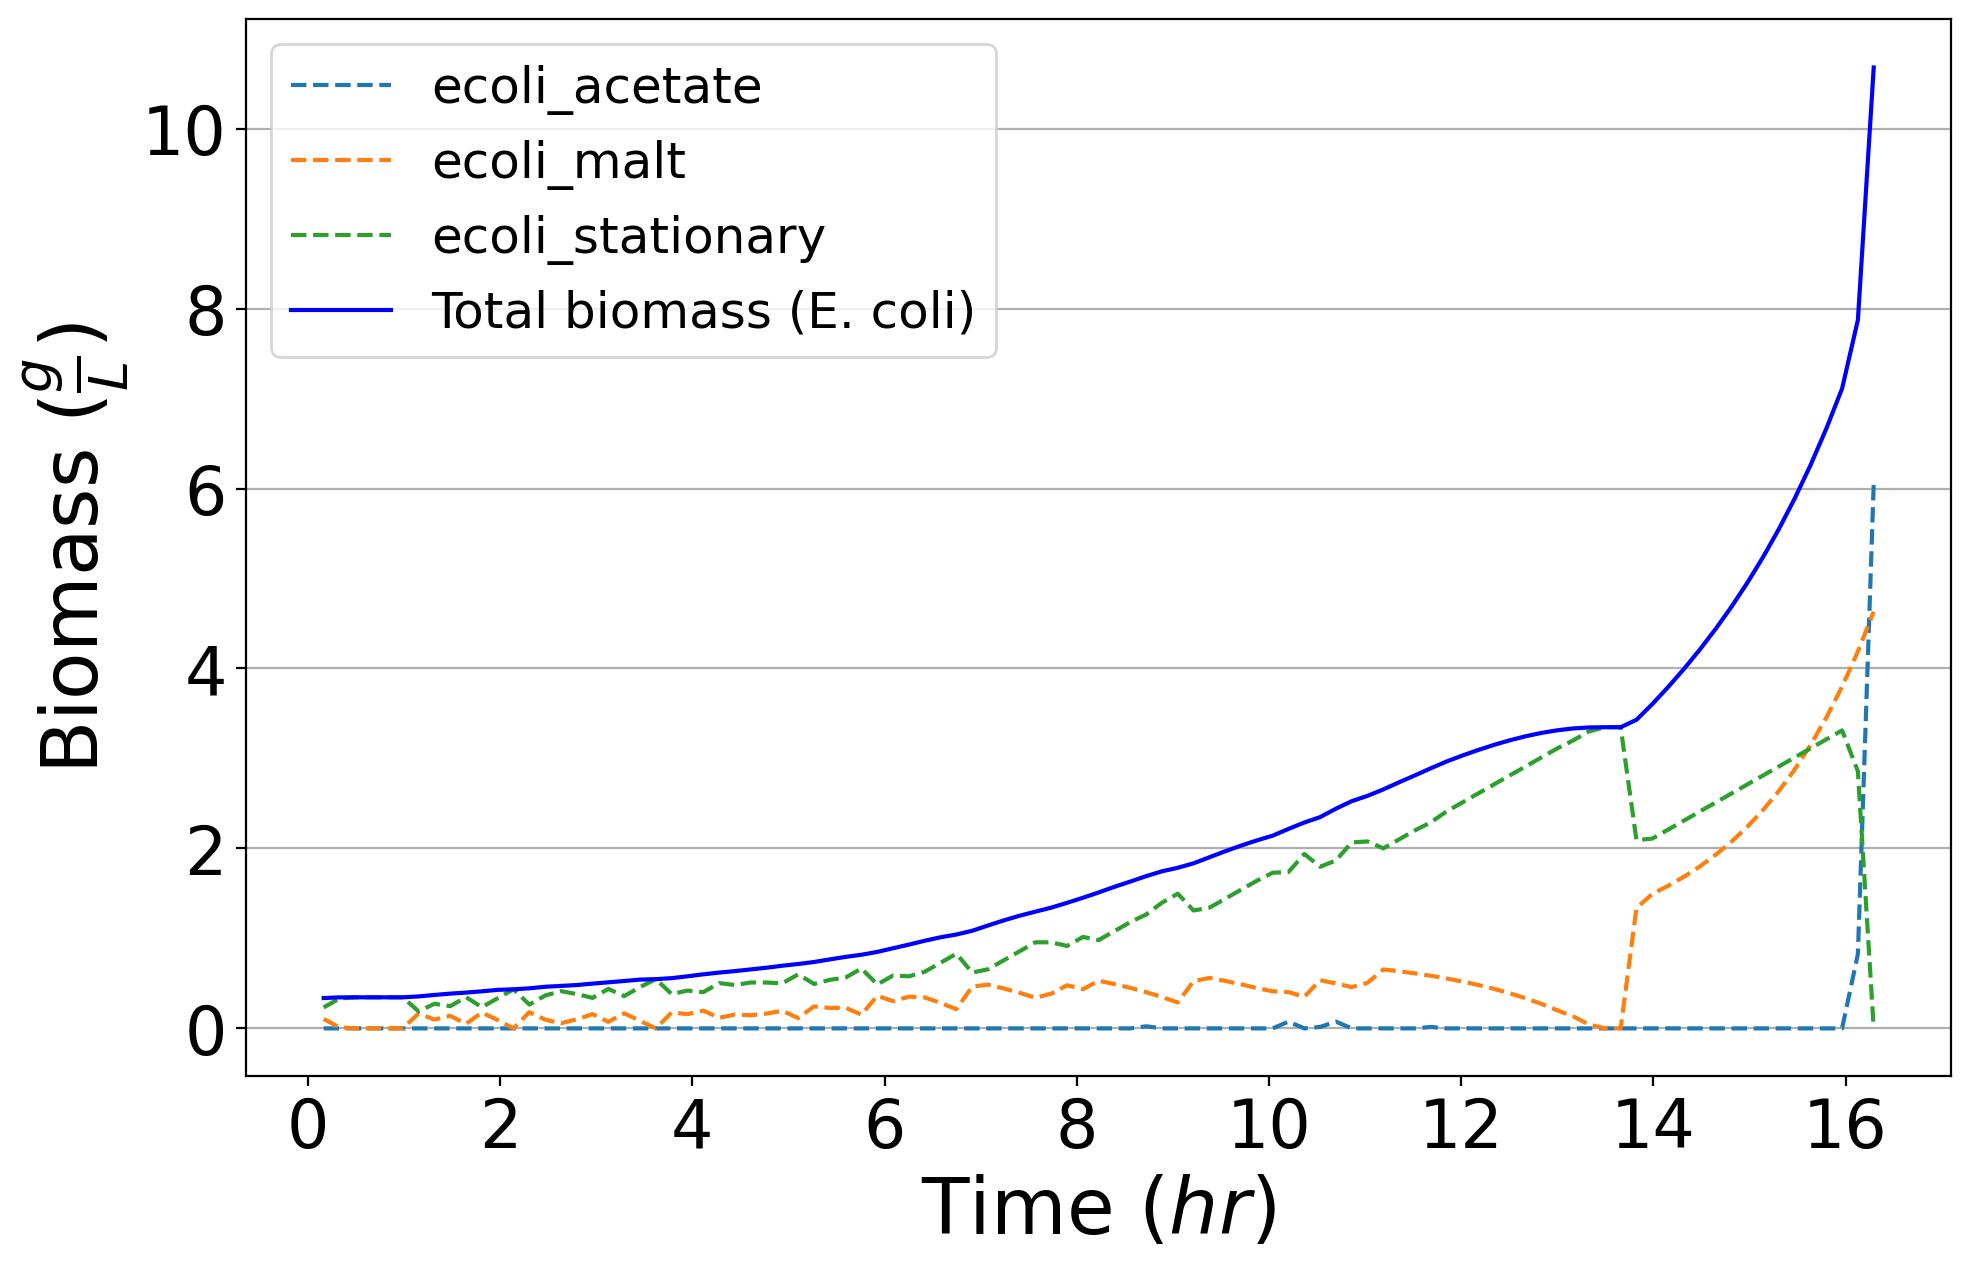 ecoli_acetate
ecoli_malt
ecoli_stationary
Total biomass (E. coli)
10
8
6
4
2
0
Biomass (g/L)
0 2 4 6 8 10 12 14 16
Time (hr)